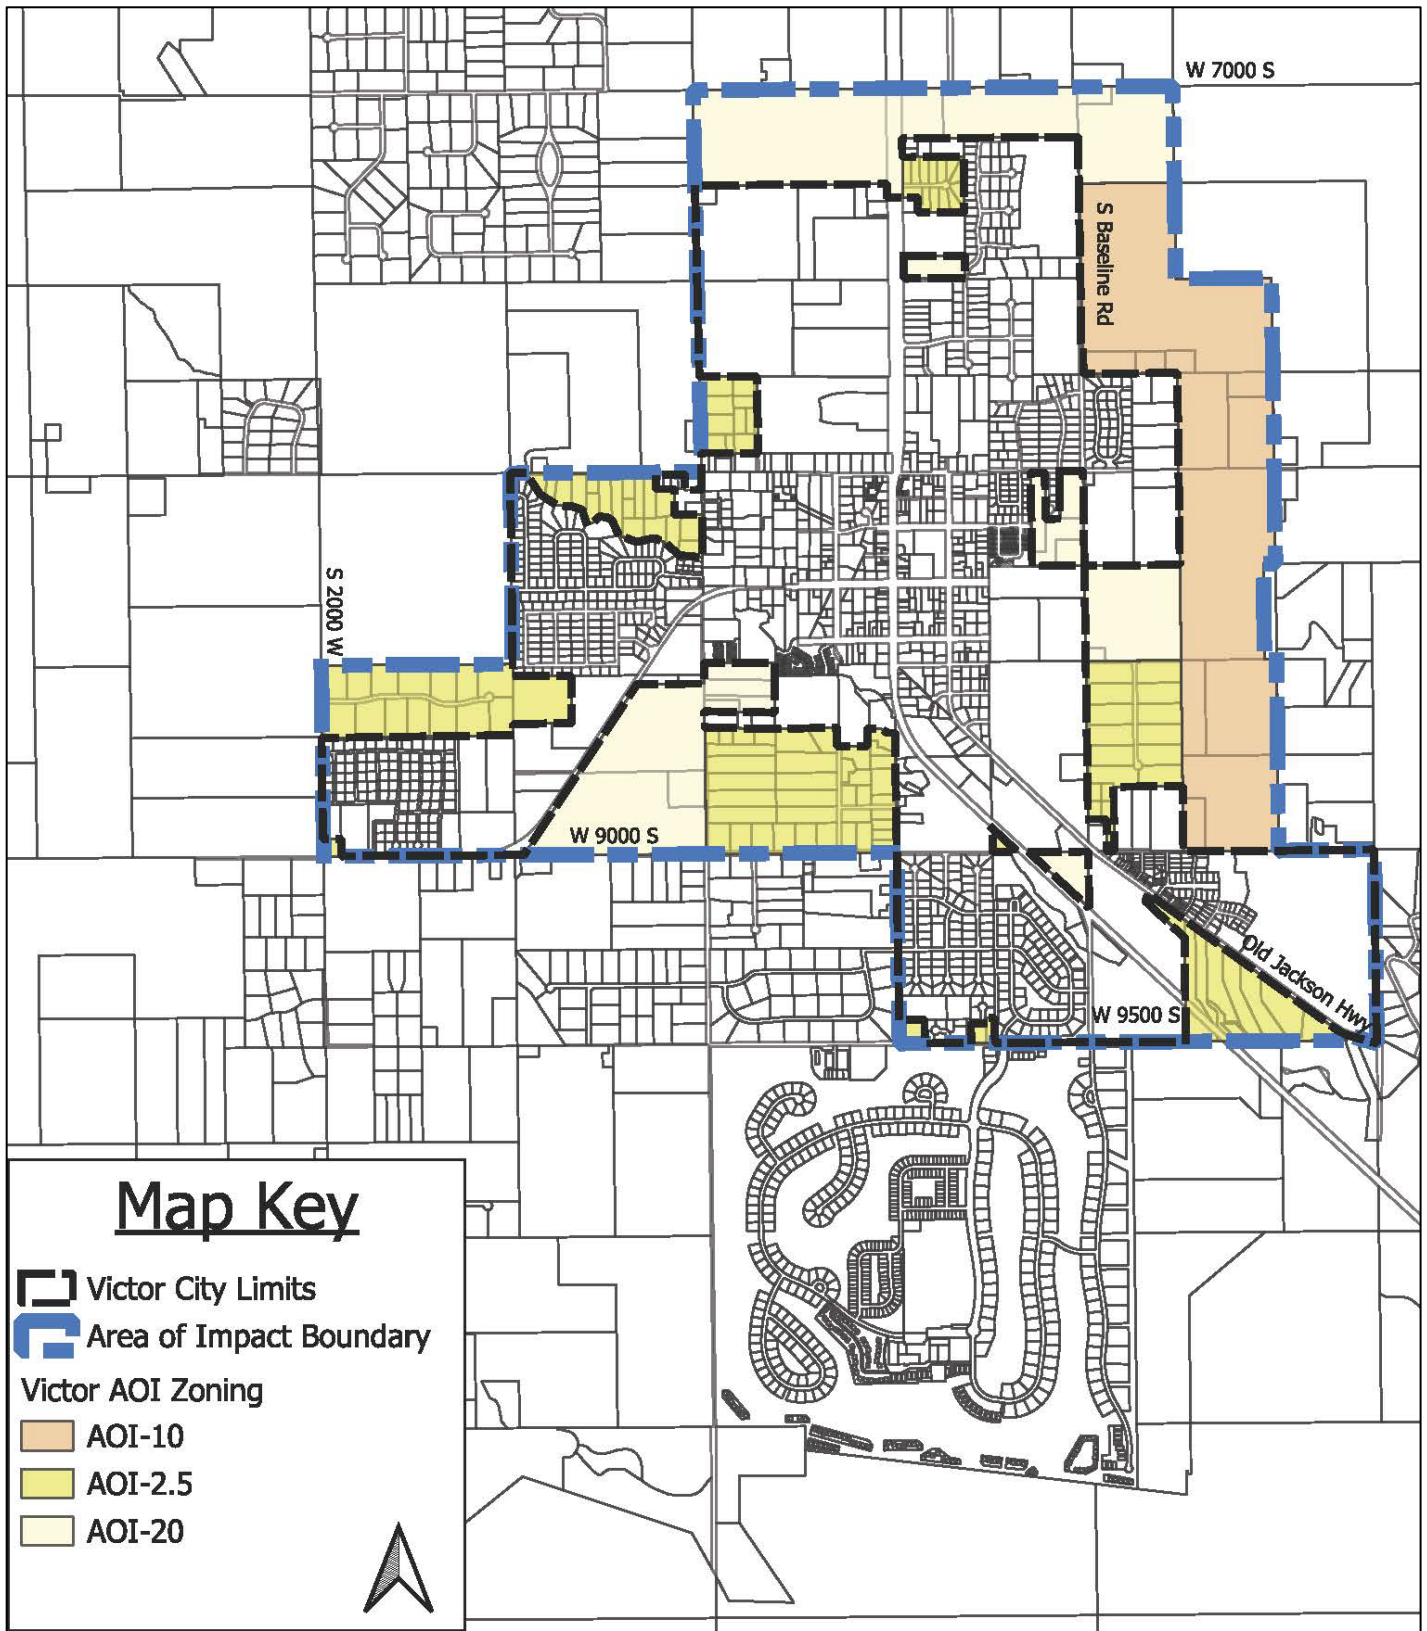 W 7000 S
S Baseline Rd
S 2000 W
W 9000 S
Old Jackson Hwy
W 9500 S
Map Key
Victor City Limits
Area of Impact Boundary
Victor AOI Zoning
AOI-10
AOI-2.5
AOI-20